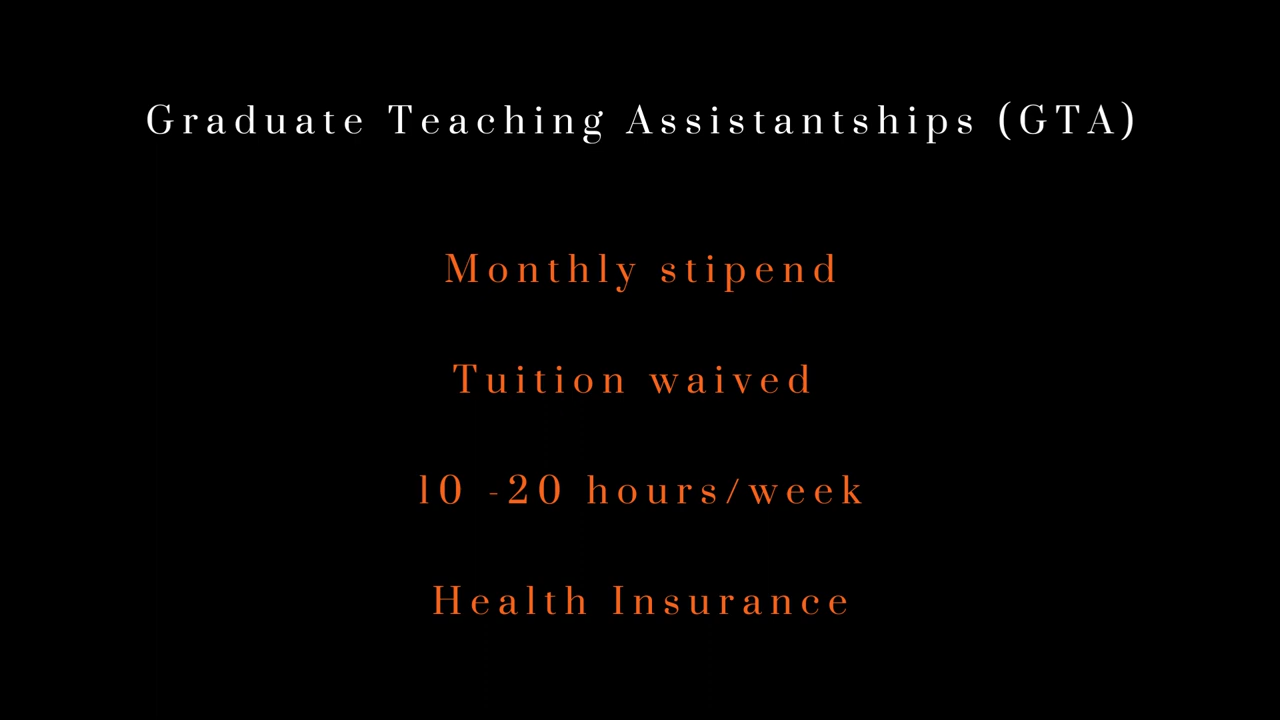 Graduate Teaching Assistantships (GTA)
Monthly stipend
Tuition waived
10 -20 hours/week
Health Insurance